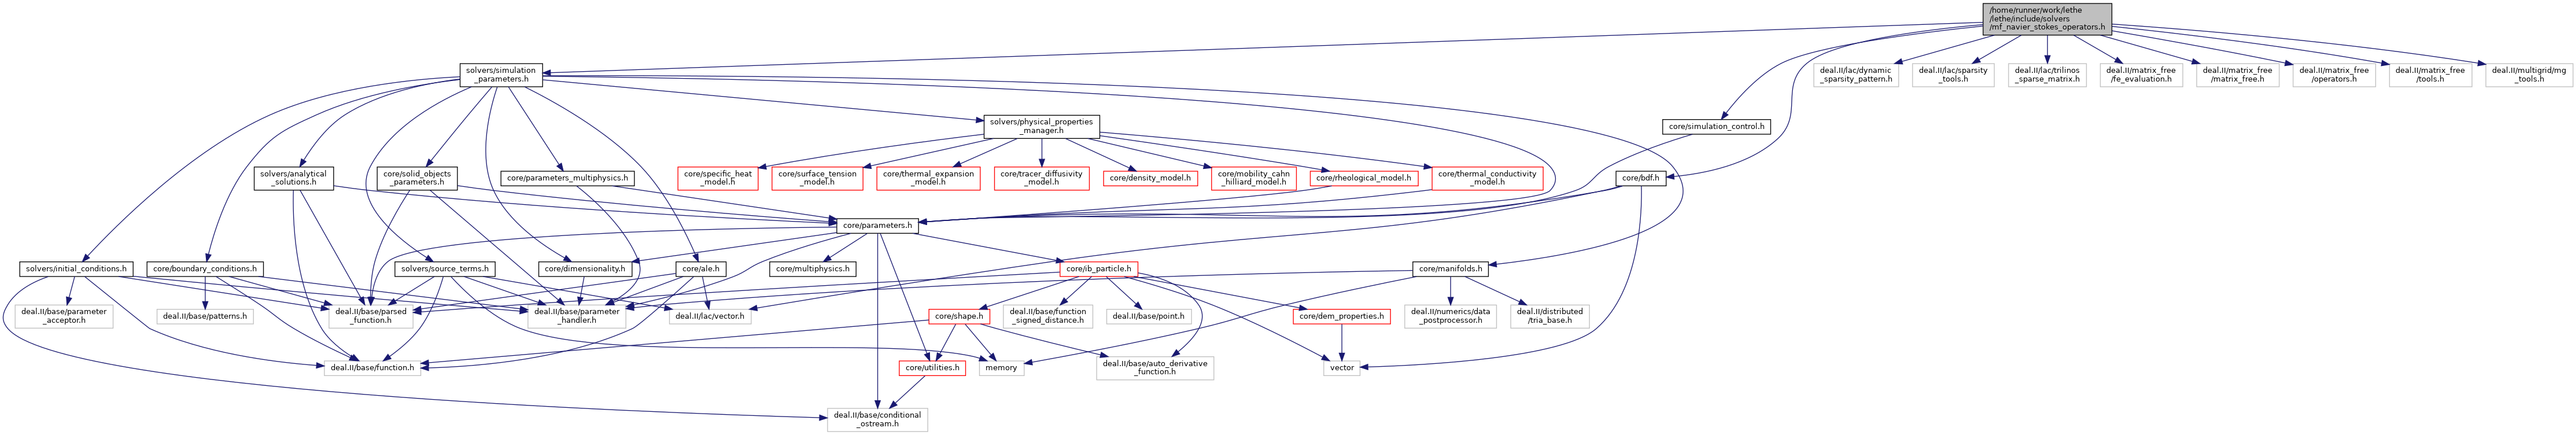 /home/runner/work/lethe
/lethe/include/solvers
/mf_navier_stokes_operators.h
solvers/simulation
_parameters.h
deal.II/lac/dynamic
_sparsity_pattern.h
deal.II/lac/sparsity
_tools.h
deal.II/lac/trilinos
_sparse_matrix.h
deal.II/matrix_free
/fe_evaluation.h
deal.II/matrix_free
/matrix_free.h
deal.II/matrix_free
/operators.h
deal.II/matrix_free
/tools.h
deal.II/multigrid/mg
_tools.h
solvers/physical_properties
_manager.h
core/simulation_control.h
solvers/analytical
_solutions.h
core/solid_objects
_parameters.h
core/parameters_multiphysics.h
core/specific_heat
_model.h
core/surface_tension
_model.h
core/thermal_expansion
_model.h
core/tracer_diffusivity
_model.h
core/density_model.h
core/mobility_cahn
_hilliard_model.h
core/rheological_model.h
core/thermal_conductivity
_model.h
core/bdf.h
core/parameters.h
solvers/initial_conditions.h
core/boundary_conditions.h
solvers/source_terms.h
core/dimensionality.h
core/ale.h
core/multiphysics.h
core/ib_particle.h
core/manifolds.h
deal.II/base/parameter
_acceptor.h
deal.II/base/patterns.h
deal.II/base/parsed
_function.h
deal.II/base/parameter
_handler.h
deal.II/lac/vector.h
core/shape.h
deal.II/base/function
_signed_distance.h
deal.II/base/point.h
core/dem_properties.h
deal.II/numerics/data
_postprocessor.h
deal.II/distributed
/tria_base.h
deal.II/base/function.h
core/utilities.h
memory
deal.II/base/auto_derivative
_function.h
vector
deal.II/base/conditional
_ostream.h